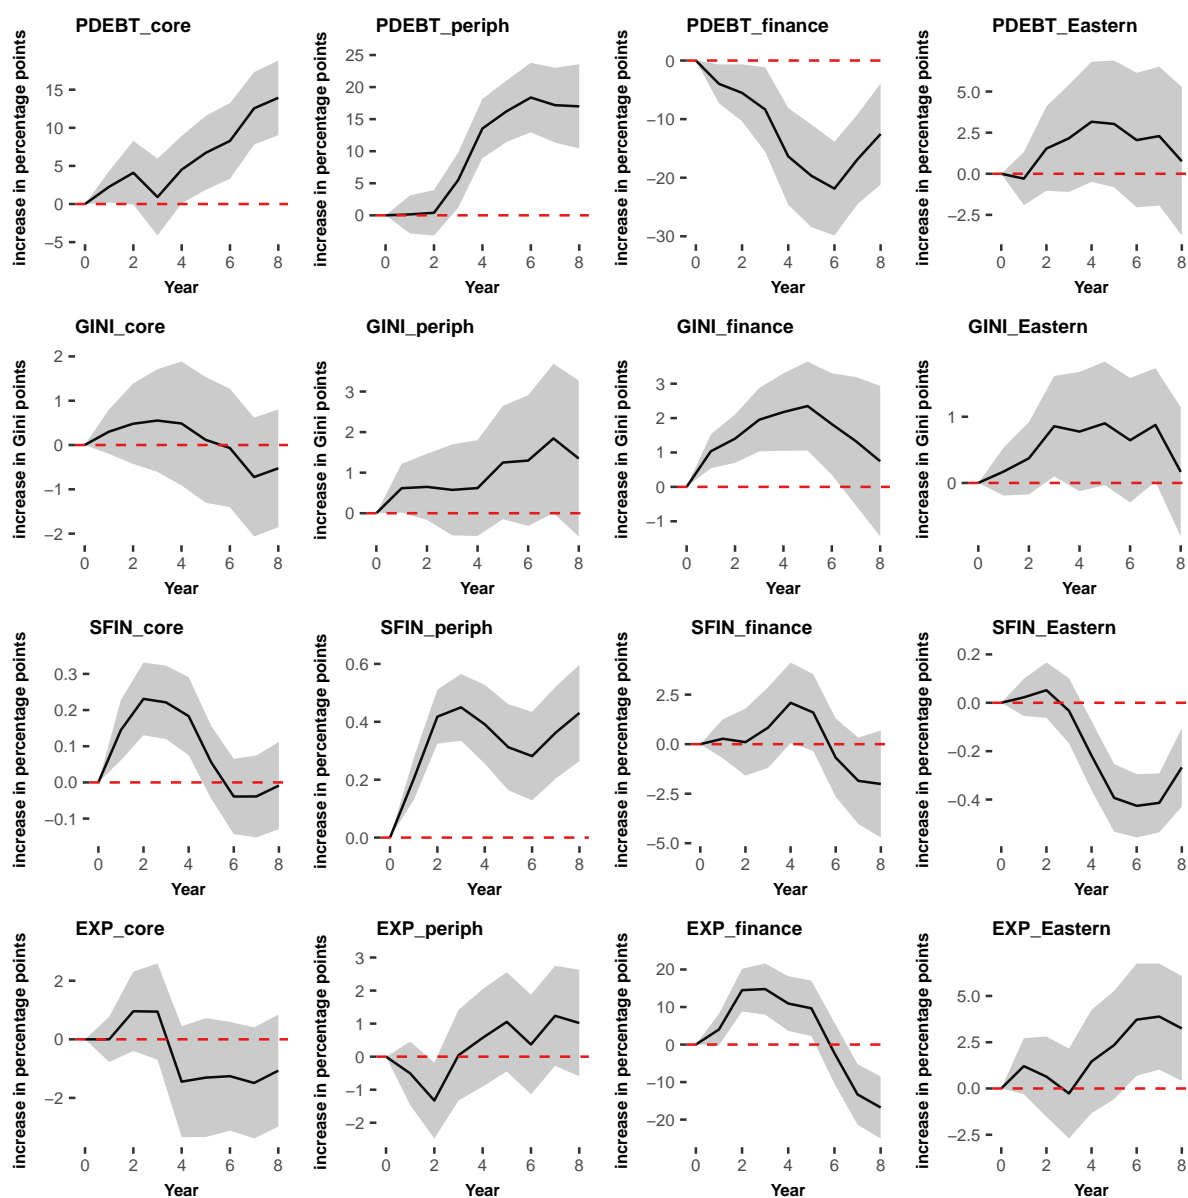 PDEBT_core
increase in percentage points
15
10
5
0
−5
0 2 4 6 8
Year
PDEBT_periph
increase in percentage points
25
20
15
10
5
0
0 2 4 6 8
Year
PDEBT_finance
increase in percentage points
0
−10
−20
−30
0 2 4 6 8
Year
PDEBT_Eastern
increase in percentage points
5.0
2.5
0.0
−2.5
0 2 4 6 8
Year
GINI_core
increase in Gini points
2
1
0
−1
−2
0 2 4 6 8
Year
GINI_periph
increase in Gini points
3
2
1
0
0 2 4 6 8
Year
GINI_finance
increase in Gini points
3
2
1
0
−1
0 2 4 6 8
Year
GINI_Eastern
increase in Gini points
1
0
0 2 4 6 8
Year
SFIN_core
increase in percentage points
0.3
0.2
0.1
0.0
−0.1
0 2 4 6 8
Year
SFIN_periph
increase in percentage points
0.6
0.4
0.2
0.0
0 2 4 6 8
Year
SFIN_finance
increase in percentage points
2.5
0.0
−2.5
−5.0
0 2 4 6 8
Year
SFIN_Eastern
increase in percentage points
0.2
0.0
−0.2
−0.4
0 2 4 6 8
Year
EXP_core
increase in percentage points
2
0
−2
0 2 4 6 8
Year
EXP_periph
increase in percentage points
3
2
1
0
−1
−2
0 2 4 6 8
Year
EXP_finance
increase in percentage points
20
10
0
−10
−20
0 2 4 6 8
Year
EXP_Eastern
increase in percentage points
5.0
2.5
0.0
−2.5
0 2 4 6 8
Year